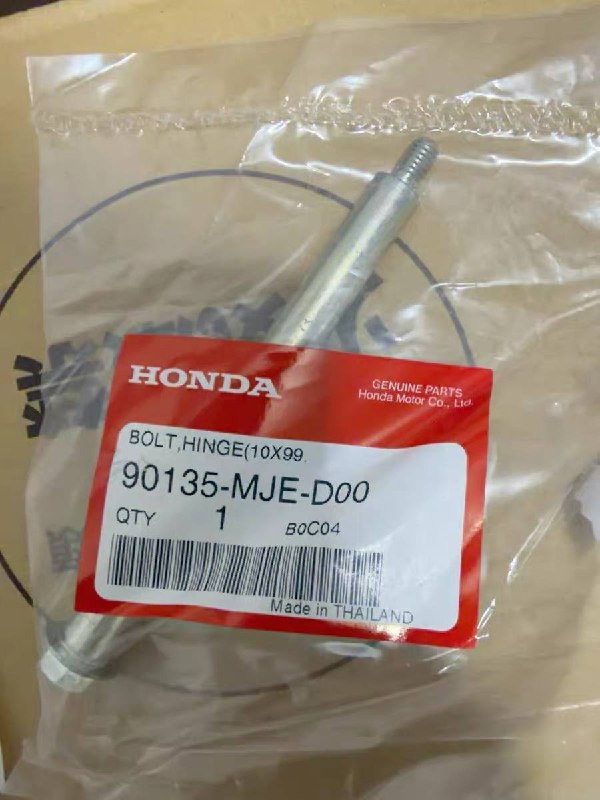 HONDA
GENUINE PARTS
Honda Motor Co., Ltd.
BOLT,HINGE(10X99.
90135-MJE-D00
QTY 1 B0C04
Made in THAILAND